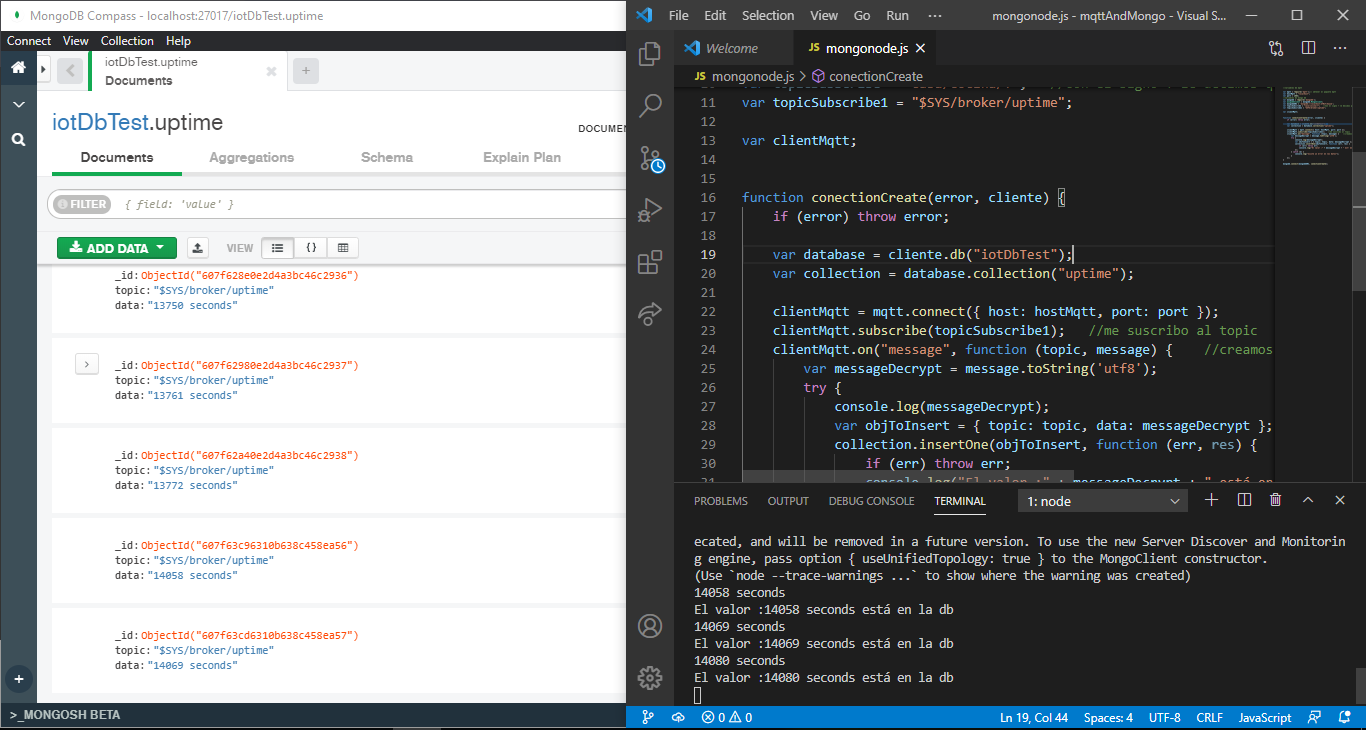 MongoDB Compass - localhost:27017/iotDbTest.uptime
Connect View Collection Help
iotDbTest.uptime
Documents
iotDbTest.uptime
DOCUMEN
Documents Aggregations Schema Explain Plan
FILTER { field: 'value' }
ADD DATA VIEW {}
_id:ObjectId("607f628e0e2d4a3bc46c2936")
topic:"$SYS/broker/uptime"
data:"13750 seconds"
_id:ObjectId("607f62980e2d4a3bc46c2937")
topic:"$SYS/broker/uptime"
data:"13761 seconds"
_id:ObjectId("607f62a40e2d4a3bc46c2938")
topic:"$SYS/broker/uptime"
data:"13772 seconds"
_id:ObjectId("607f63c96310b638c458ea56")
topic:"$SYS/broker/uptime"
data:"14058 seconds"
_id:ObjectId("607f63cd6310b638c458ea57")
topic:"$SYS/broker/uptime"
data:"14069 seconds"
>_MONGOSH BETA
File Edit Selection View Go Run ··· mongonode.js - mqttAndMongo - Visual S...
Welcome JS mongonode.js
JS mongonode.js > conectionCreate
11 var topicSubscribe1 = "$SYS/broker/uptime";
12
13 var clientMqtt;
14
15
16 function conectionCreate(error, cliente) {
17 if (error) throw error;
18
19 var database = cliente.db("iotDbTest");
20 var collection = database.collection("uptime");
21
22 clientMqtt = mqtt.connect({ host: hostMqtt, port: port });
23 clientMqtt.subscribe(topicSubscribe1); //me suscribo al topic
24 clientMqtt.on("message", function (topic, message) { //creamos
25 var messageDecrypt = message.toString('utf8');
26 try {
27 console.log(messageDecrypt);
28 var objToInsert = { topic: topic, data: messageDecrypt };
29 collection.insertOne(objToInsert, function (err, res) {
30 if (err) throw err;
31 console.log("El valor :" + messageDecrypt + " está en
PROBLEMS OUTPUT DEBUG CONSOLE TERMINAL 1: node
ecated, and will be removed in a future version. To use the new Server Discover and Monitorin
g engine, pass option { useUnifiedTopology: true } to the MongoClient constructor.
(Use `node --trace-warnings ...` to show where the warning was created)
14058 seconds
El valor :14058 seconds está en la db
14069 seconds
El valor :14069 seconds está en la db
14080 seconds
El valor :14080 seconds está en la db
0 0 Ln 19, Col 44 Spaces: 4 UTF-8 CRLF JavaScript